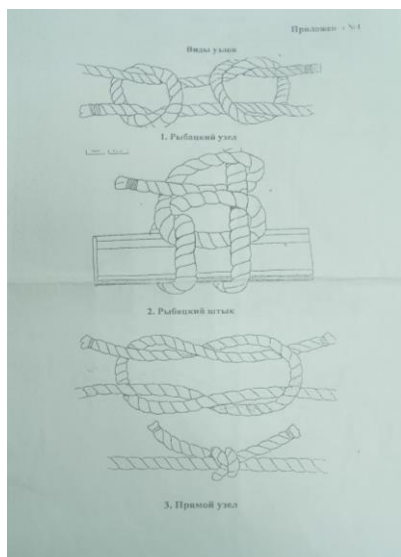 Виды узлов
1. Рыбацкий узел
2. Рыбацкий штык
3. Прямой узел